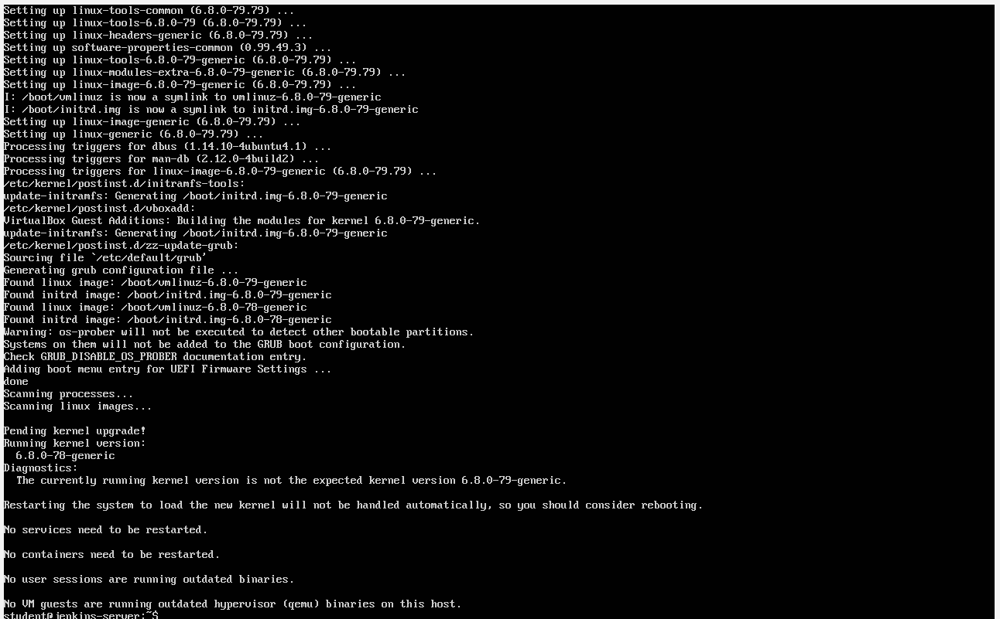 Setting up linux-tools-common (6.8.0-79.79) ...
Setting up linux-tools-6.8.0-79 (6.8.0-79.79) ...
Setting up linux-headers-generic (6.8.0-79.79) ...
Setting up software-properties-common (0.99.49.3) ...
Setting up linux-tools-6.8.0-79-generic (6.8.0-79.79) ...
Setting up linux-modules-extra-6.8.0-79-generic (6.8.0-79.79) ...
Setting up linux-image-6.8.0-79-generic (6.8.0-79.79) ...
I: /boot/vmlinuz is now a symlink to vmlinuz-6.8.0-79-generic
I: /boot/initrd.img is now a symlink to initrd.img-6.8.0-79-generic
Setting up linux-image-generic (6.8.0-79.79) ...
Setting up linux-generic (6.8.0-79.79) ...
Processing triggers for dbus (1.14.10-4ubuntu4.1) ...
Processing triggers for man-db (2.12.0-4build2) ...
Processing triggers for linux-image-6.8.0-79-generic (6.8.0-79.79) ...
/etc/kernel/postinst.d/initramfs-tools:
update-initramfs: Generating /boot/initrd.img-6.8.0-79-generic
/etc/kernel/postinst.d/vboxadd:
VirtualBox Guest Additions: Building the modules for kernel 6.8.0-79-generic.
update-initramfs: Generating /boot/initrd.img-6.8.0-79-generic
/etc/kernel/postinst.d/zz-update-grub:
Sourcing file `/etc/default/grub'
Generating grub configuration file ...
Found linux image: /boot/vmlinuz-6.8.0-79-generic
Found initrd image: /boot/initrd.img-6.8.0-79-generic
Found linux image: /boot/vmlinuz-6.8.0-78-generic
Found initrd image: /boot/initrd.img-6.8.0-78-generic
Warning: os-prober will not be executed to detect other bootable partitions.
Systems on them will not be added to the GRUB boot configuration.
Check GRUB_DISABLE_OS_PROBER documentation entry.
Adding boot menu entry for UEFI Firmware Settings ...
done
Scanning processes...
Scanning linux images...
Pending kernel upgrade!
Running kernel version:
6.8.0-78-generic
Diagnostics:
The currently running kernel version is not the expected kernel version 6.8.0-79-generic.
Restarting the system to load the new kernel will not be handled automatically, so you should consider rebooting.
No services need to be restarted.
No containers need to be restarted.
No user sessions are running outdated binaries.
No VM guests are running outdated hypervisor (qemu) binaries on this host.
student@jenkins-server:~$